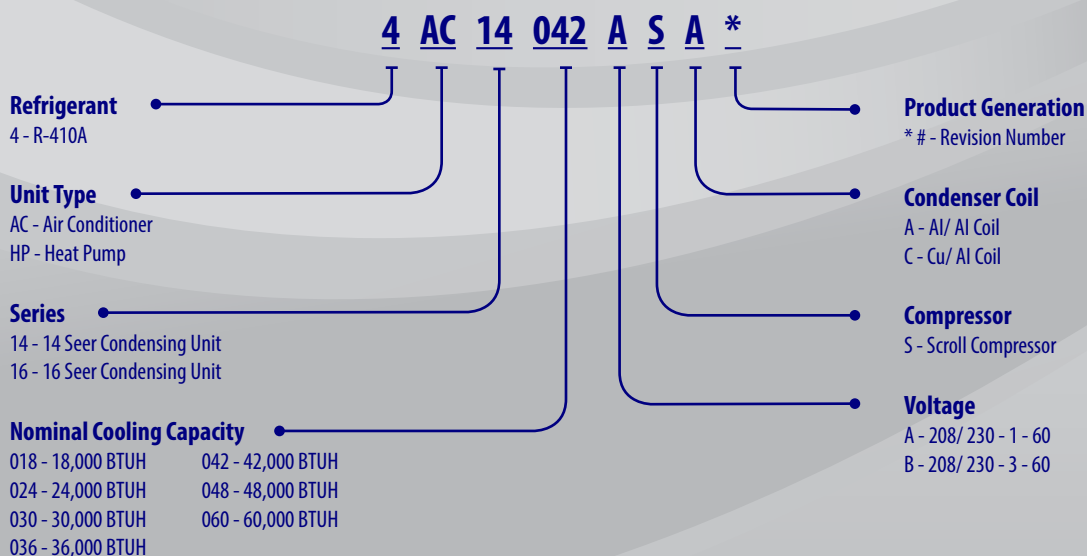 4 AC 14 042 A S A *
Refrigerant
4 - R-410A
Unit Type
AC - Air Conditioner
HP - Heat Pump
Series
14 - 14 Seer Condensing Unit
16 - 16 Seer Condensing Unit
Nominal Cooling Capacity
018 - 18,000 BTUH 042 - 42,000 BTUH
024 - 24,000 BTUH 048 - 48,000 BTUH
030 - 30,000 BTUH 060 - 60,000 BTUH
036 - 36,000 BTUH
Product Generation
* # - Revision Number
Condenser Coil
A - Al/ Al Coil
C - Cu/ Al Coil
Compressor
S - Scroll Compressor
Voltage
A - 208/ 230 - 1 - 60
B - 208/ 230 - 3 - 60